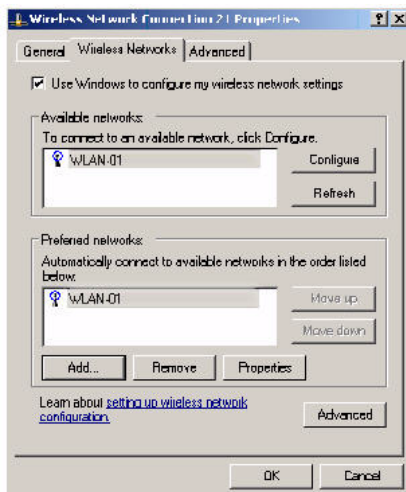 Wireless Network Connection 21 Properties
General Wireless Networks Advanced
Use Windows to configure my wireless network settings
Available networks:
To connect to an available network, click Configure.
WLAN-01
Configure
Refresh
Preferred networks:
Automatically connect to available networks in the order listed
below:
WLAN-01
Move up
Move down
Add... Remove Properties
Learn about setting up wireless network
configuration.
Advanced
OK Cancel